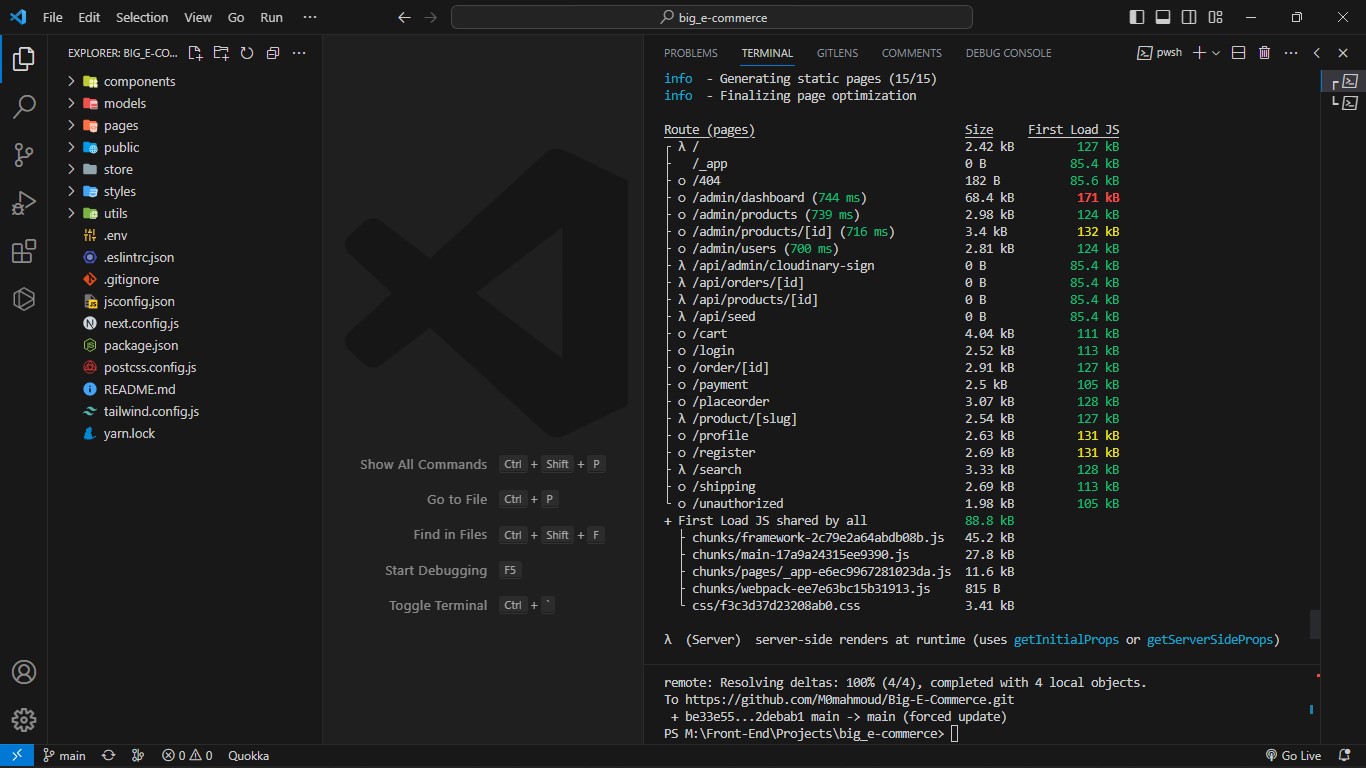 File Edit Selection View Go Run ··· big_e-commerce
EXPLORER: BIG_E-CO...
components
models
pages
public
store
styles
utils
.env
.eslintrc.json
.gitignore
jsconfig.json
next.config.js
package.json
postcss.config.js
README.md
tailwind.config.js
yarn.lock
Show All Commands Ctrl + Shift + P
Go to File Ctrl + P
Find in Files Ctrl + Shift + F
Start Debugging F5
Toggle Terminal Ctrl + `
PROBLEMS TERMINAL GITLENS COMMENTS DEBUG CONSOLE pwsh
info - Generating static pages (15/15)
info - Finalizing page optimization
Route (pages) Size First Load JS
┌ λ / 2.42 kB 127 kB
├ /_app 0 B 85.4 kB
├ ○ /404 182 B 85.6 kB
├ ○ /admin/dashboard (744 ms) 68.4 kB 171 kB
├ ○ /admin/products (739 ms) 2.98 kB 124 kB
├ ○ /admin/products/[id] (716 ms) 3.4 kB 132 kB
├ ○ /admin/users (700 ms) 2.81 kB 124 kB
├ λ /api/admin/cloudinary-sign 0 B 85.4 kB
├ λ /api/orders/[id] 0 B 85.4 kB
├ λ /api/products/[id] 0 B 85.4 kB
├ λ /api/seed 0 B 85.4 kB
├ ○ /cart 4.04 kB 111 kB
├ ○ /login 2.52 kB 113 kB
├ ○ /order/[id] 2.91 kB 127 kB
├ ○ /payment 2.5 kB 105 kB
├ ○ /placeorder 3.07 kB 128 kB
├ λ /product/[slug] 2.54 kB 127 kB
├ ○ /profile 2.63 kB 131 kB
├ ○ /register 2.69 kB 131 kB
├ λ /search 3.33 kB 128 kB
├ ○ /shipping 2.69 kB 113 kB
└ ○ /unauthorized 1.98 kB 105 kB
+ First Load JS shared by all 88.8 kB
├ chunks/framework-2c79e2a64abdb08b.js 45.2 kB
├ chunks/main-17a9a24315ee9390.js 27.8 kB
├ chunks/pages/_app-e6ec9967281023da.js 11.6 kB
├ chunks/webpack-ee7e63bc15b31913.js 815 B
└ css/f3c3d37d23208ab0.css 3.41 kB
λ (Server) server-side renders at runtime (uses getInitialProps or getServerSideProps)
remote: Resolving deltas: 100% (4/4), completed with 4 local objects.
To https://github.com/M0mahmoud/Big-E-Commerce.git
+ be33e55...2debab1 main -> main (forced update)
PS M:\Front-End\Projects\big_e-commerce>
main 0 0 Quokka Go Live